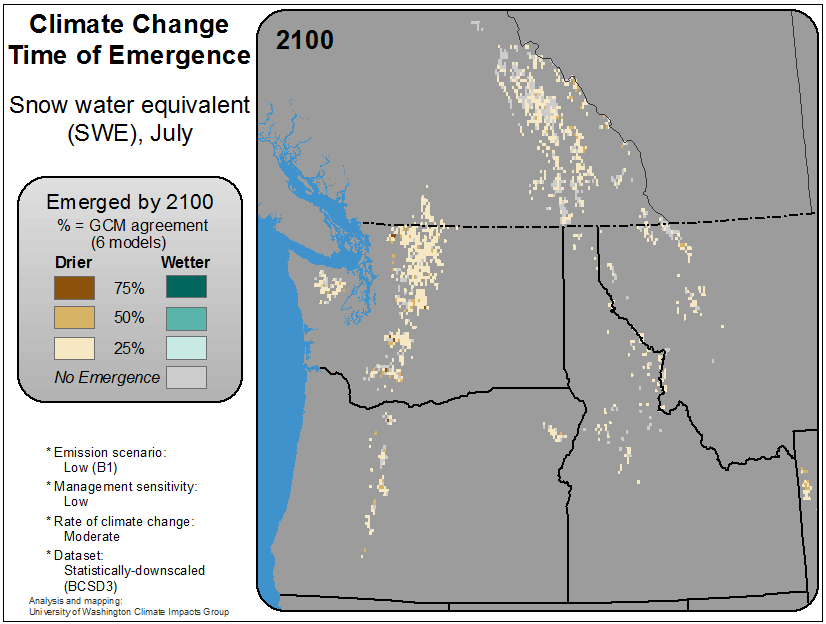 Climate Change
Time of Emergence
Snow water equivalent
(SWE), July
Emerged by 2100
% = GCM agreement
(6 models)
Drier Wetter
75%
50%
25%
No Emergence
* Emission scenario:
Low (B1)
* Management sensitivity:
Low
* Rate of climate change:
Moderate
* Dataset:
Statistically-downscaled
(BCSD3)
Analysis and mapping:
University of Washington Climate Impacts Group
2100